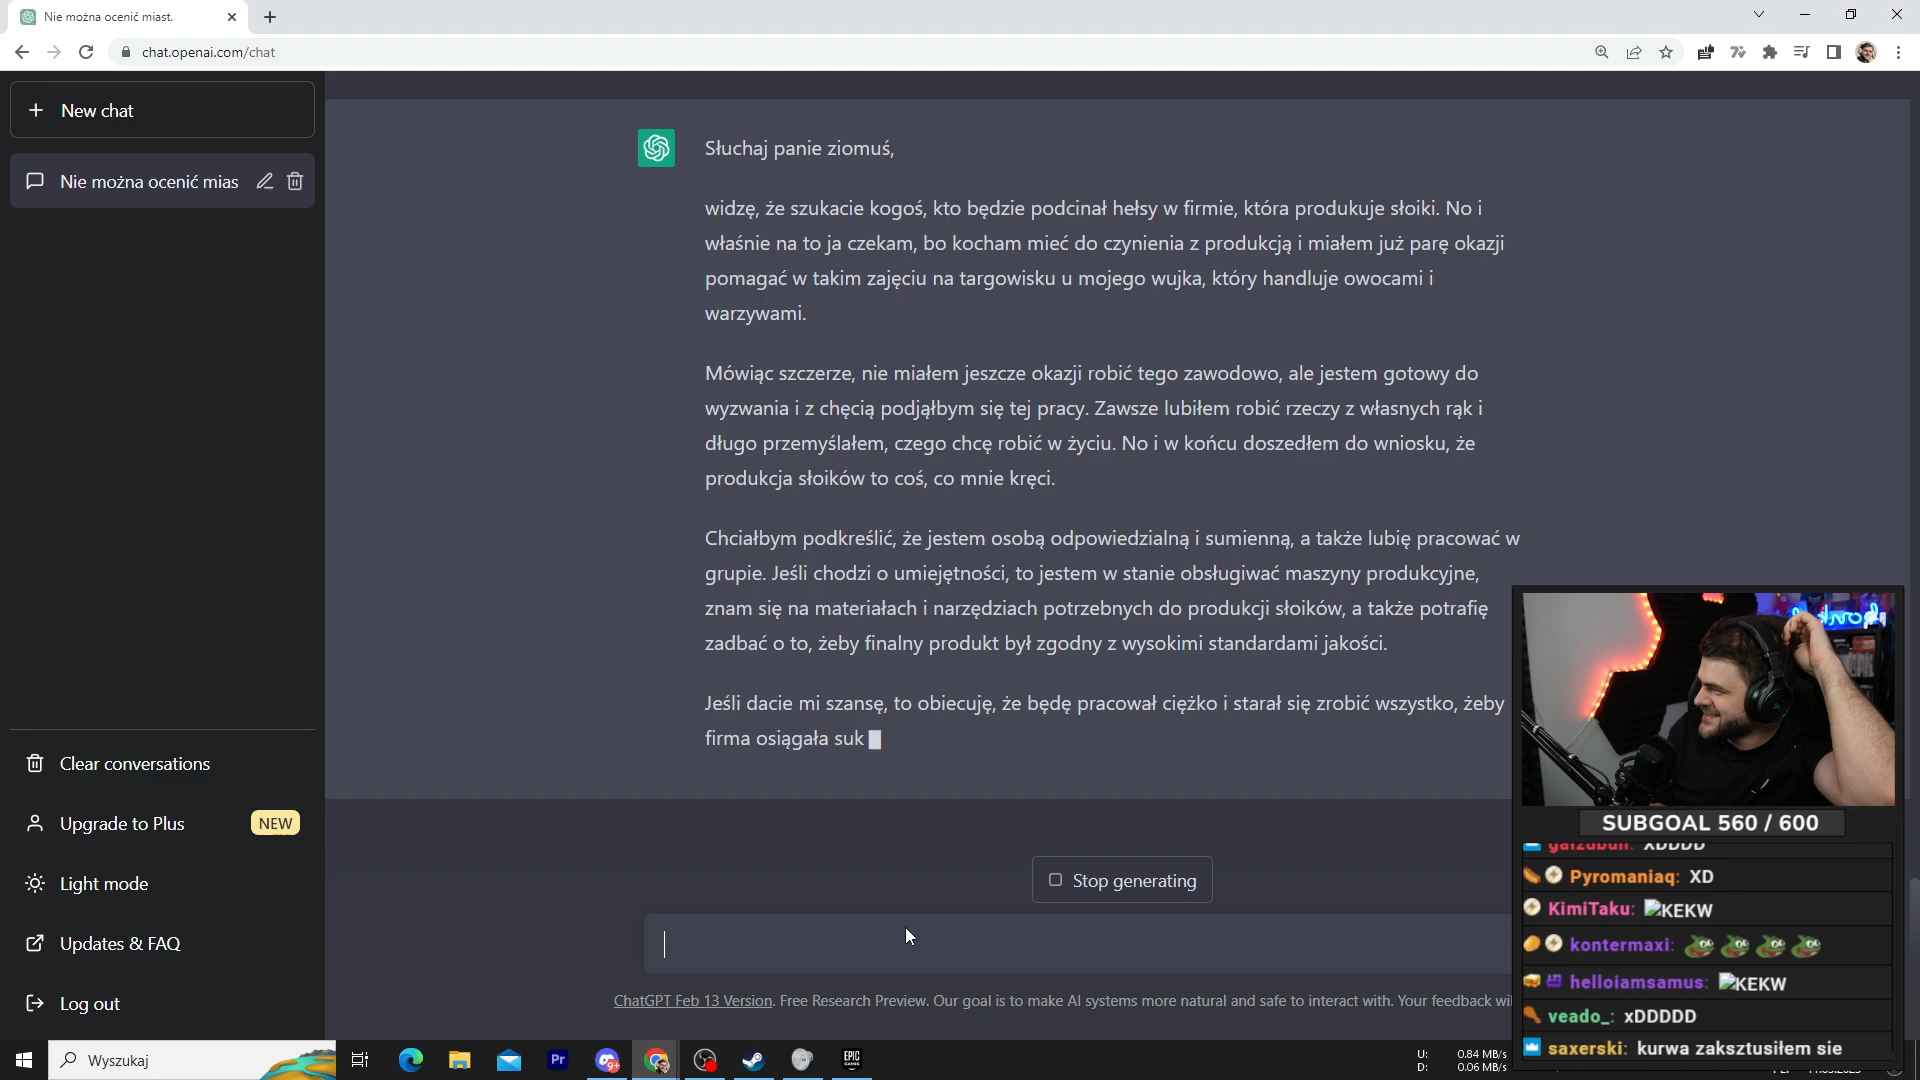 Nie można ocenić miast.
chat.openai.com/chat
New chat
Nie można ocenić mias
Słuchaj panie ziomuś,
widzę, że szukacie kogoś, kto będzie podcinał hełsy w firmie, która produkuje słoiki. No i
właśnie na to ja czekam, bo kocham mieć do czynienia z produkcją i miałem już parę okazji
pomagać w takim zajęciu na targowisku u mojego wujka, który handluje owocami i
warzywami.
Mówiąc szczerze, nie miałem jeszcze okazji robić tego zawodowo, ale jestem gotowy do
wyzwania i z chęcią podjąłbym się tej pracy. Zawsze lubiłem robić rzeczy z własnych rąk i
długo przemyślałem, czego chcę robić w życiu. No i w końcu doszedłem do wniosku, że
produkcja słoików to coś, co mnie kręci.
Chciałbym podkreślić, że jestem osobą odpowiedzialną i sumienną, a także lubię pracować w
grupie. Jeśli chodzi o umiejętności, to jestem w stanie obsługiwać maszyny produkcyjne,
znam się na materiałach i narzędziach potrzebnych do produkcji słoików, a także potrafię
zadbać o to, żeby finalny produkt był zgodny z wysokimi standardami jakości.
Jeśli dacie mi szansę, to obiecuję, że będę pracował ciężko i starał się zrobić wszystko, żeby
firma osiągała suk
Clear conversations
Upgrade to Plus NEW
Light mode
Updates & FAQ
Log out
Stop generating
ChatGPT Feb 13 Version. Free Research Preview. Our goal is to make AI systems more natural and safe to interact with. Your feedback wil
SUBGOAL 560 / 600
XDDDD
Pyromaniaq: XD
KimiTaku: KEKW
kontermaxi:
helloiamsamus: KEKW
veado_: xDDDDD
saxerski: kurwa zaksztusiłem sie
Wyszukaj
Pr
9+
EPIC GAMES
U: 0.84 MB/s
D: 0.06 MB/s